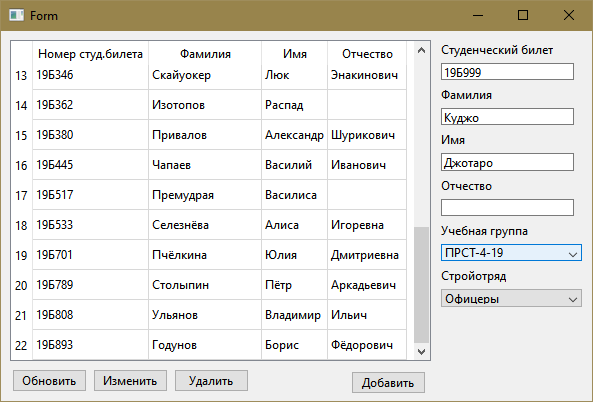 Form
Номер студ.билета Фамилия Имя Отчество
13 19Б346 Скайуокер Люк Энакинович
14 19Б362 Изотопов Распад
15 19Б380 Привалов Александр Шурикович
16 19Б445 Чапаев Василий Иванович
17 19Б517 Премудрая Василиса
18 19Б533 Селезнёва Алиса Игоревна
19 19Б701 Пчёлкина Юлия Дмитриевна
20 19Б789 Столыпин Пётр Аркадьевич
21 19Б808 Ульянов Владимир Ильич
22 19Б893 Годунов Борис Фёдорович
Обновить Изменить Удалить Добавить
Студенческий билет
19Б999
Фамилия
Куджо
Имя
Джотаро
Отчество
Учебная группа
ПРСТ-4-19
Стройотряд
Офицеры